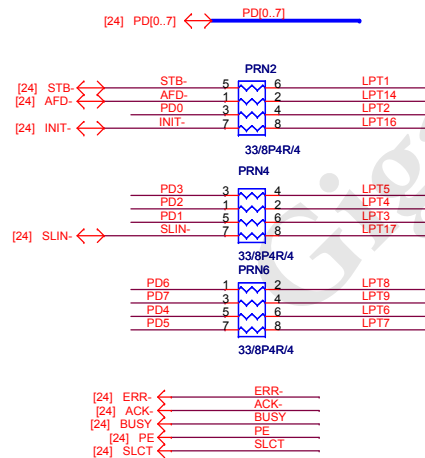 [24] PD[0..7] PD[0..7]
PRN2
[24] STB- STB- 5 6 LPT1
[24] AFD- AFD- 1 2 LPT14
PD0 3 4 LPT2
[24] INIT- INIT- 7 8 LPT16
33/8P4R/4
PRN4
PD3 3 4 LPT5
PD2 1 2 LPT4
PD1 5 6 LPT3
[24] SLIN- SLIN- 7 8 LPT17
33/8P4R/4
PRN6
PD6 1 2 LPT8
PD7 3 4 LPT9
PD4 5 6 LPT6
PD5 7 8 LPT7
33/8P4R/4
[24] ERR- ERR-
[24] ACK- ACK-
[24] BUSY BUSY
[24] PE PE
[24] SLCT SLCT
Gig